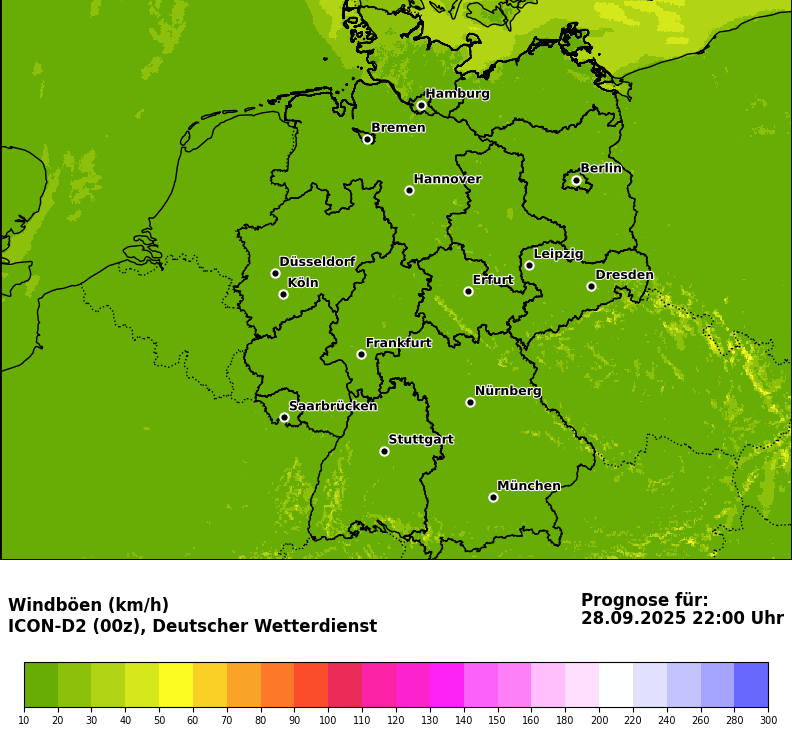 Hamburg
Bremen
Berlin
Hannover
Leipzig
Düsseldorf
Dresden
Köln
Erfurt
Frankfurt
Nürnberg
Saarbrücken
Stuttgart
München
Windböen (km/h)
ICON-D2 (00z), Deutscher Wetterdienst
Prognose für:
28.09.2025 22:00 Uhr
10 20 30 40 50 60 70 80 90 100 110 120 130 140 150 160 180 200 220 240 260 280 300